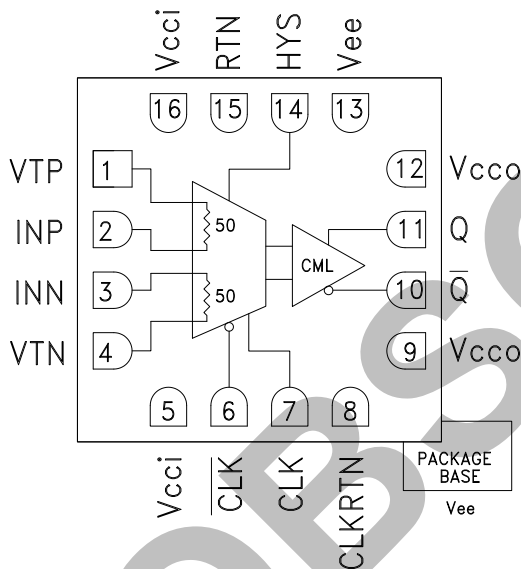 Vcci RTN HYS Vee
16 15 14 13
VTP 1 12 Vcco
50
INP 2 11 Q
CML
INN 3 10 Q̅
50
VTN 4 9 Vcco
5 6 7 8
Vcci C̅L̅K̅ CLK CLKRTN
PACKAGE
BASE
Vee
OBS